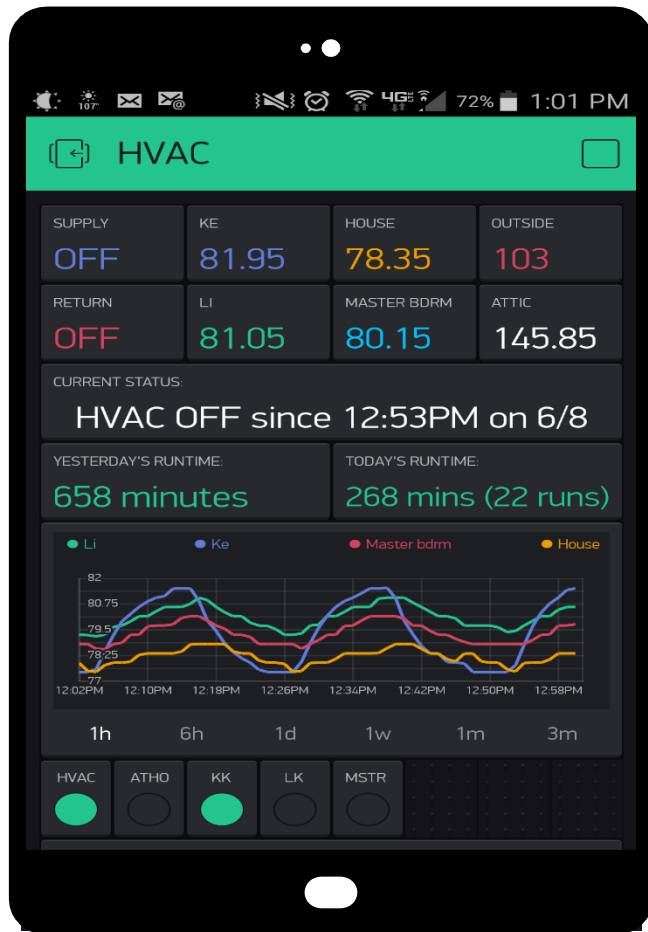 107°
4G LTE 72% 1:01 PM
HVAC
SUPPLY KE HOUSE OUTSIDE
OFF 81.95 78.35 103
RETURN LI MASTER BDRM ATTIC
OFF 81.05 80.15 145.85
CURRENT STATUS:
HVAC OFF since 12:53PM on 6/8
YESTERDAY'S RUNTIME: TODAY'S RUNTIME:
658 minutes 268 mins (22 runs)
Li Ke Master bdrm House
82
80.75
79.5
78.25
77
12:02PM 12:10PM 12:18PM 12:26PM 12:34PM 12:42PM 12:50PM 12:58PM
1h 6h 1d 1w 1m 3m
HVAC ATHO KK LK MSTR